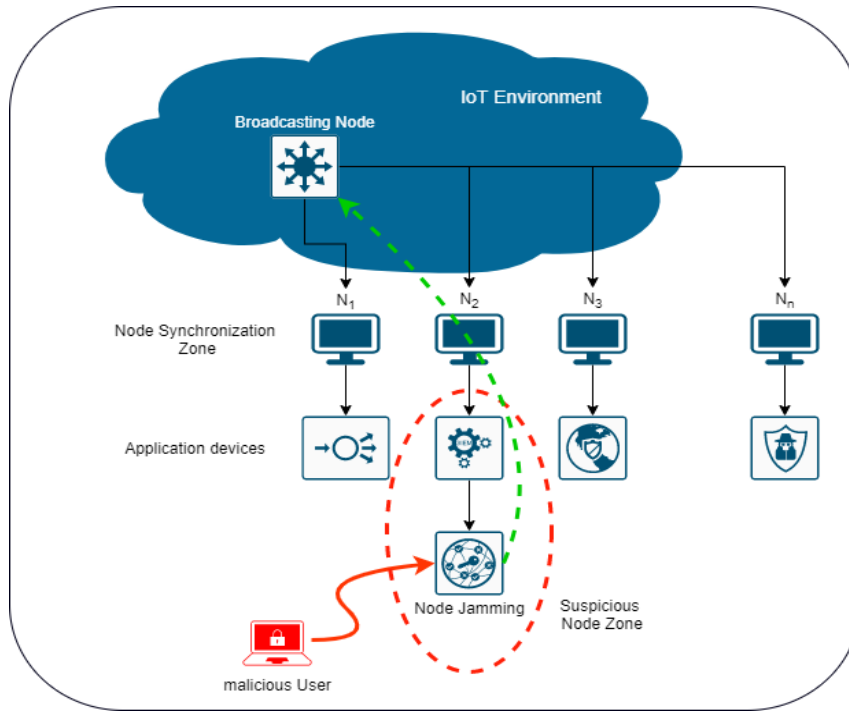 IoT Environment
Broadcasting Node
N1
N2
N3
Nn
Node Synchronization
Zone
Application devices
Node Jamming
Suspicious
Node Zone
malicious User